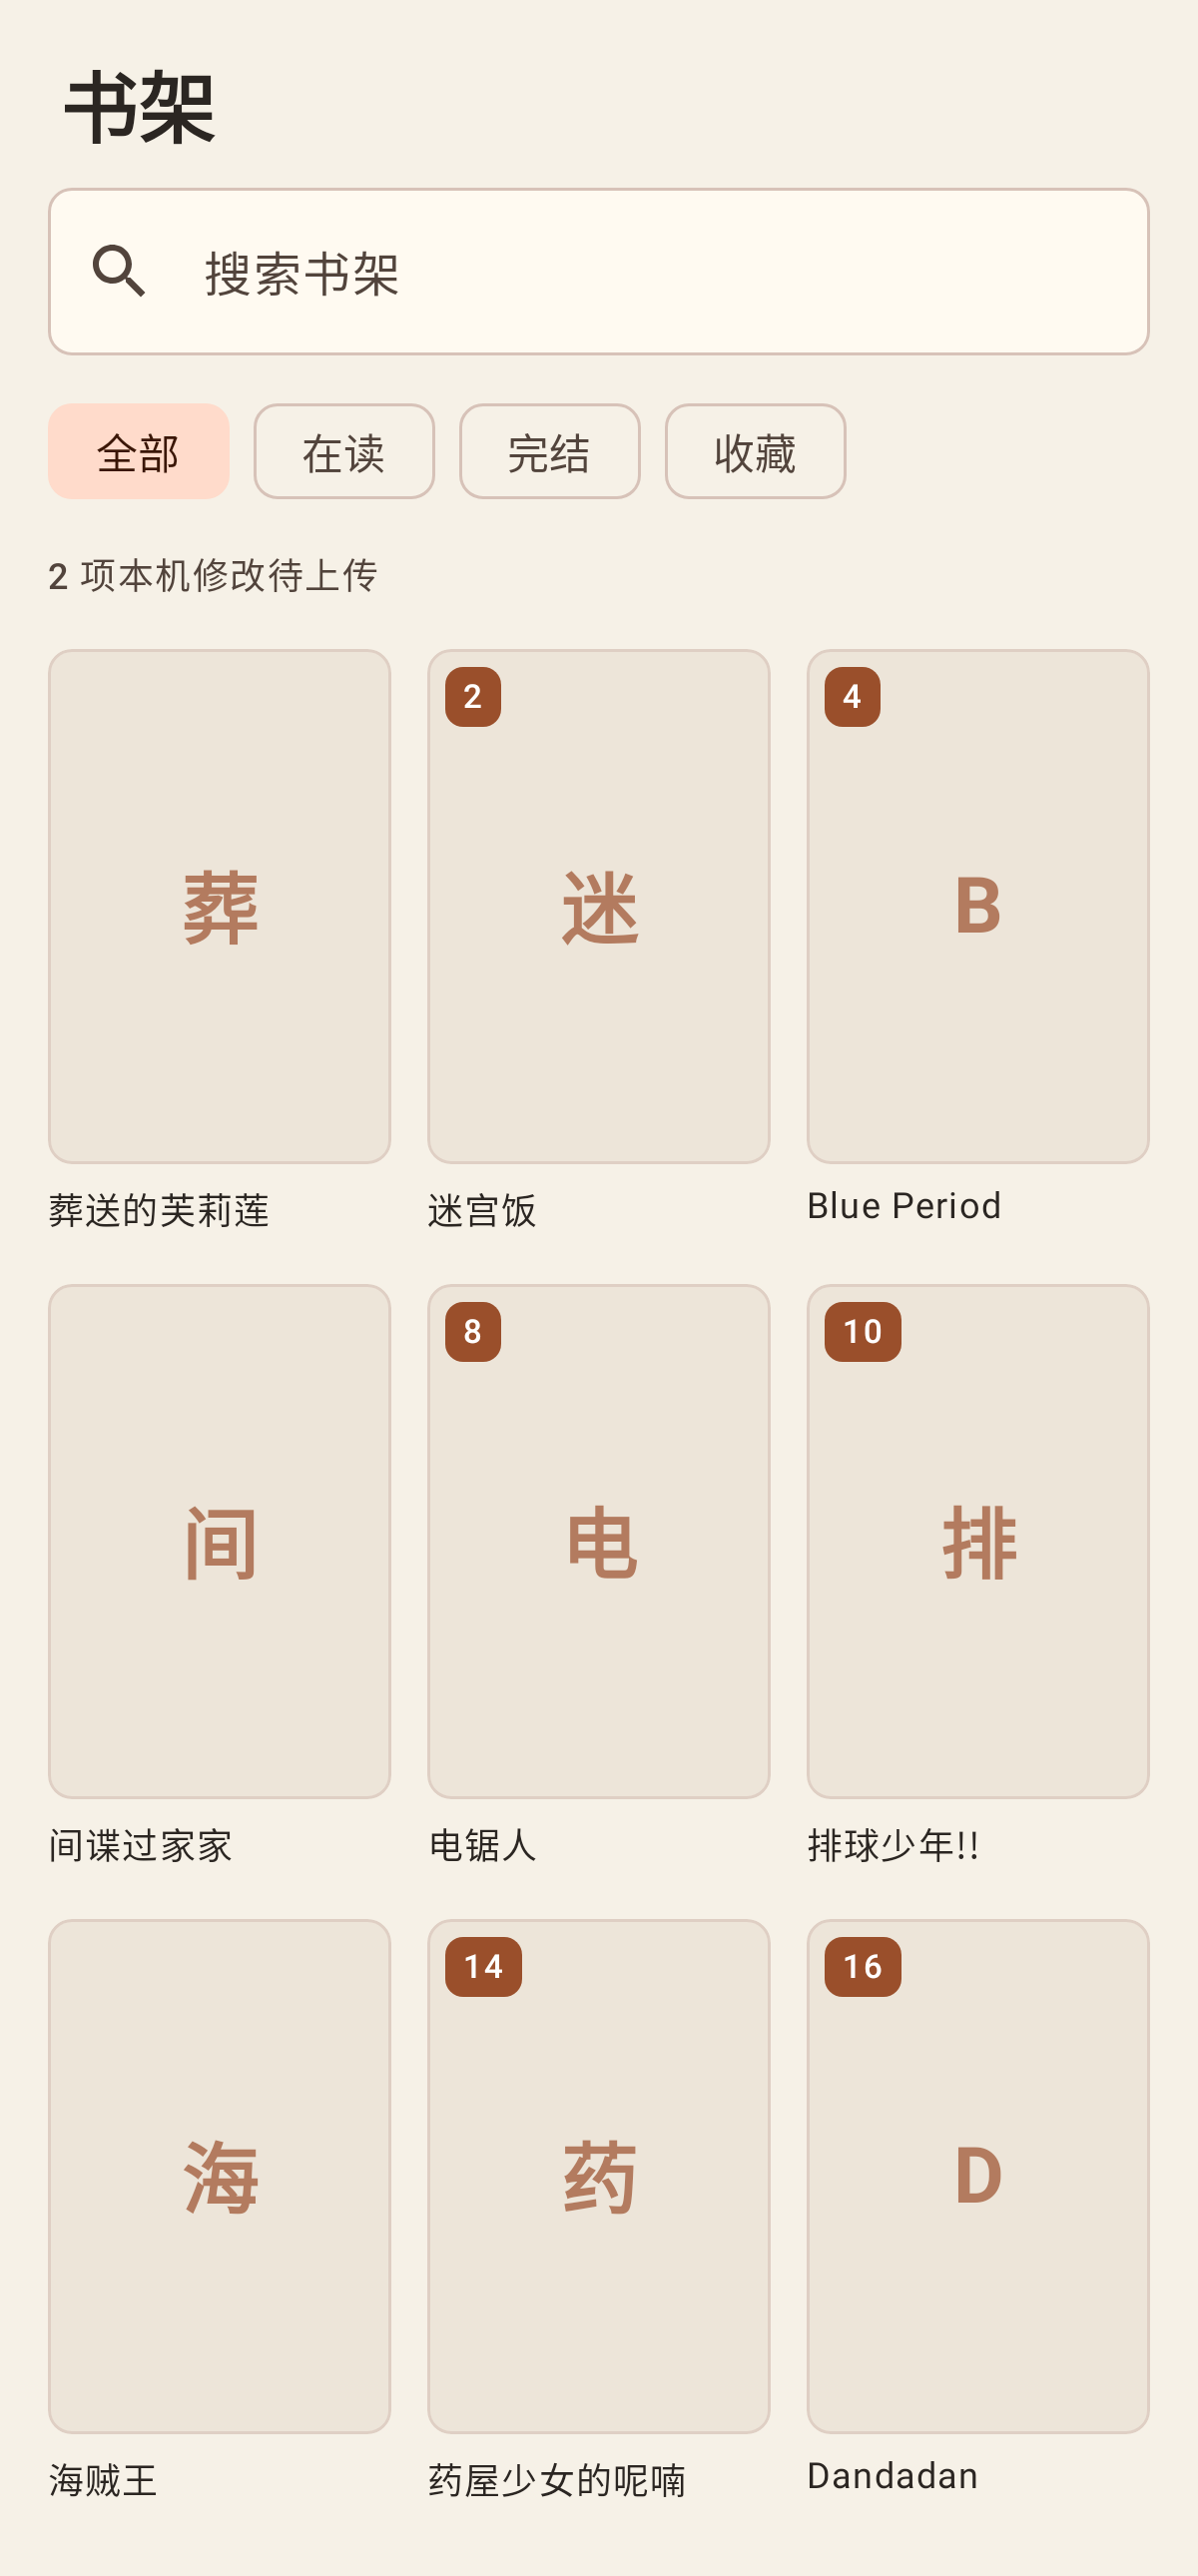 书架
搜索书架
全部 在读 完结 收藏
2 项本机修改待上传
2 4
葬 迷 B
葬送的芙莉莲 迷宫饭 Blue Period
8 10
间 电 排
间谍过家家 电锯人 排球少年!!
14 16
海 药 D
海贼王 药屋少女的呢喃 Dandadan